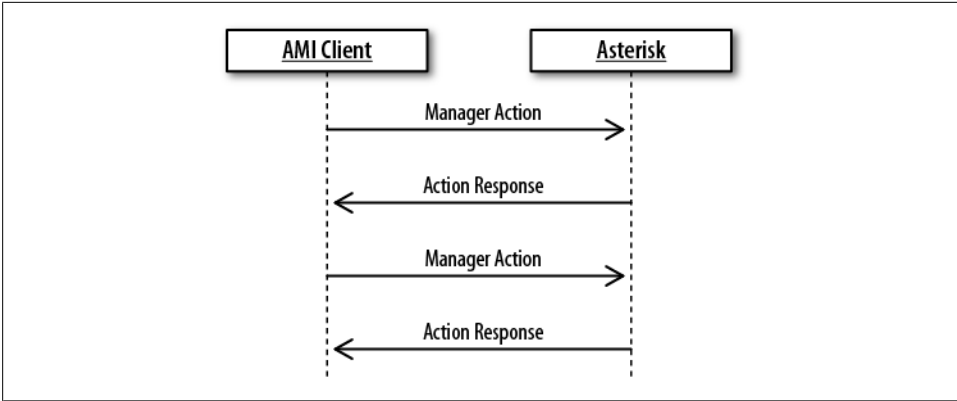 AMI Client
Asterisk
Manager Action
Action Response
Manager Action
Action Response